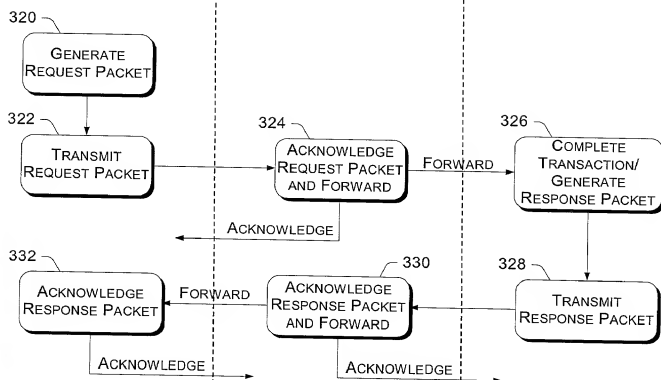 320
GENERATE
REQUEST PACKET
322
TRANSMIT
REQUEST PACKET
324
ACKNOWLEDGE
REQUEST PACKET
AND FORWARD
FORWARD
326
COMPLETE
TRANSACTION/
GENERATE
RESPONSE PACKET
ACKNOWLEDGE
332
ACKNOWLEDGE
RESPONSE PACKET
FORWARD
330
ACKNOWLEDGE
RESPONSE PACKET
AND FORWARD
328
TRANSMIT
RESPONSE PACKET
ACKNOWLEDGE
ACKNOWLEDGE